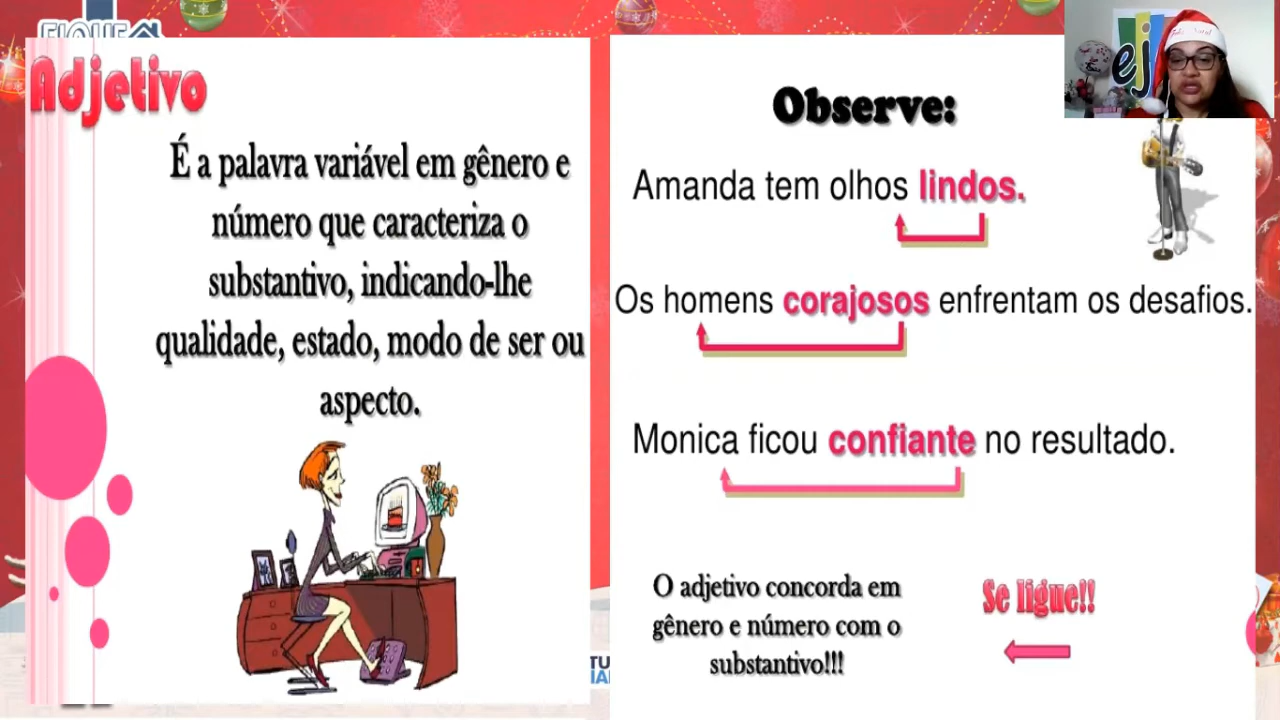 FIQUE
Adjetivo
É a palavra variável em gênero e
número que caracteriza o
substantivo, indicando-lhe
qualidade, estado, modo de ser ou
aspecto.
Observe:
Amanda tem olhos lindos.
Os homens corajosos enfrentam os desafios.
Monica ficou confiante no resultado.
O adjetivo concorda em
gênero e número com o
substantivo!!!
Se ligue!!
ej